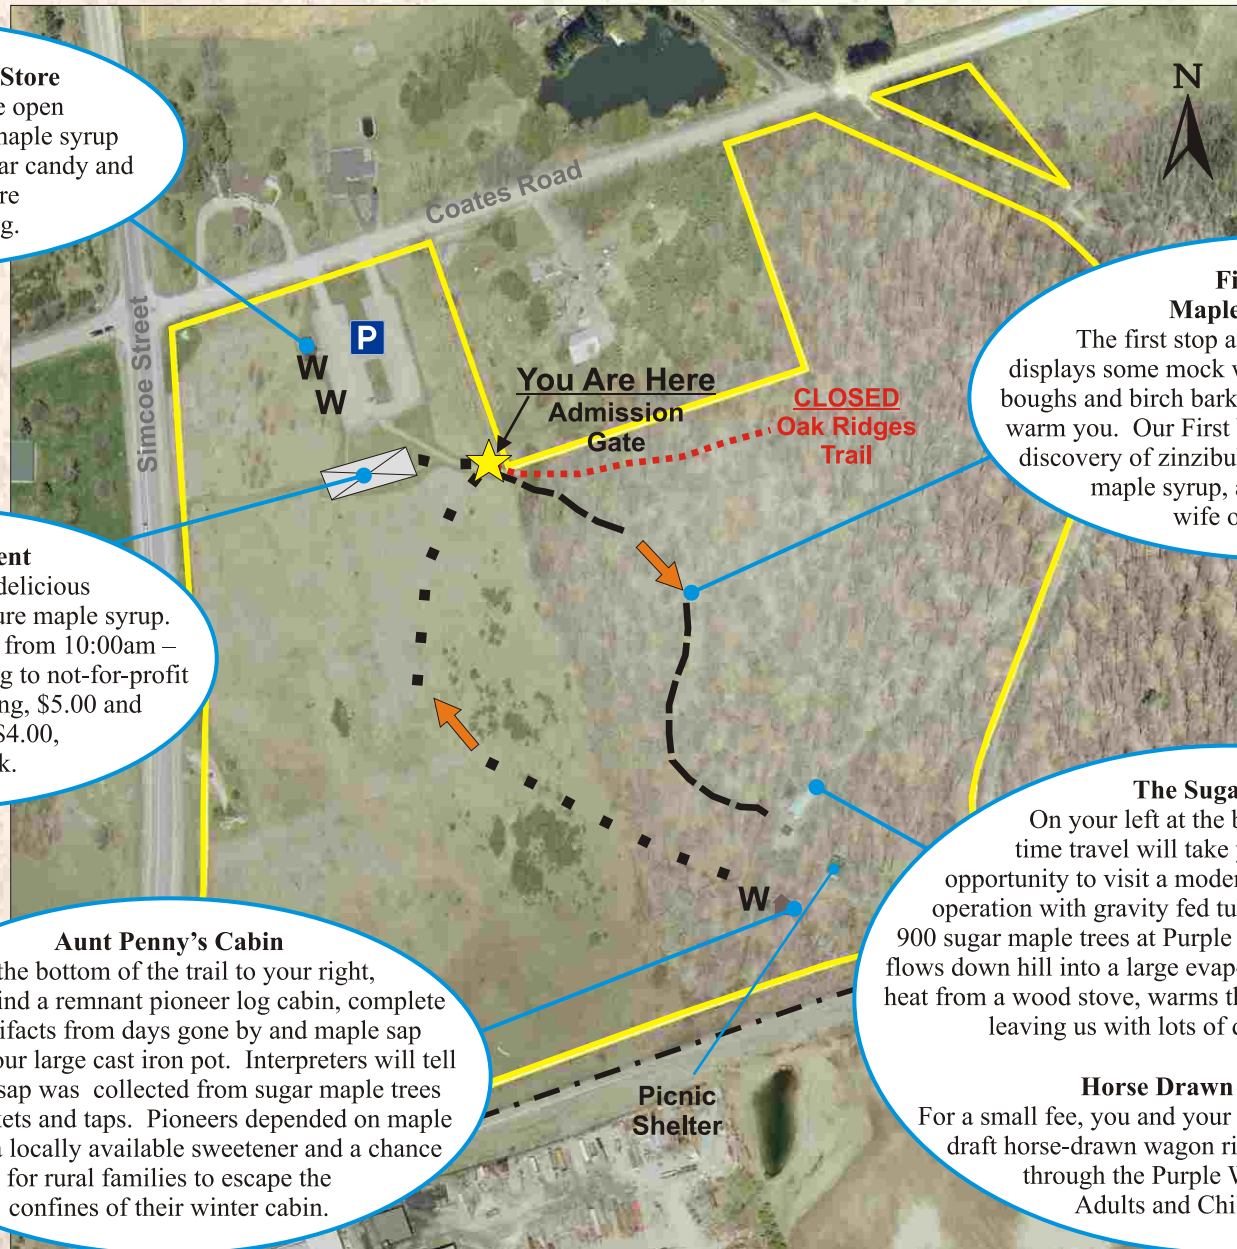 Store
e open
maple syrup
ar candy and
re
g.
N
Coates Road
Simcoe Street
P
W
W
You Are Here
Admission
Gate
CLOSED
Oak Ridges
Trail
Fi
Maple
The first stop a
displays some mock w
boughs and birch bark
warm you. Our First
discovery of zinzibu
maple syrup, a
wife o
ent
delicious
ure maple syrup.
from 10:00am –
g to not-for-profit
ng, $5.00 and
$4.00,
k.
The Suga
On your left at the b
time travel will take
opportunity to visit a moder
operation with gravity fed tu
900 sugar maple trees at Purple
flows down hill into a large evap
heat from a wood stove, warms th
leaving us with lots of
Horse Drawn
For a small fee, you and your
draft horse-drawn wagon ri
through the Purple W
Adults and Chi
W
Picnic
Shelter
Aunt Penny's Cabin
the bottom of the trail to your right,
ind a remnant pioneer log cabin, complete
ifacts from days gone by and maple sap
our large cast iron pot. Interpreters will tell
sap was collected from sugar maple trees
kets and taps. Pioneers depended on maple
a locally available sweetener and a chance
for rural families to escape the
confines of their winter cabin.